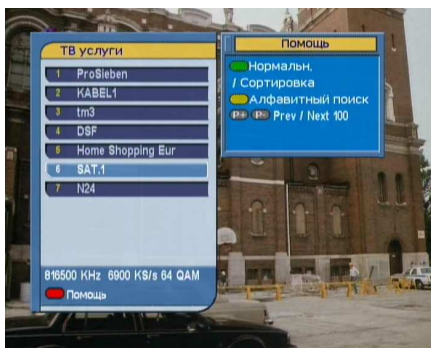 ТВ услуги
1 ProSieben
2 KABEL1
3 tm3
4 DSF
5 Home Shopping Eur
6 SAT.1
7 N24
816500 KHz 6900 KS/s 64 QAM
Помощь
Помощь
Нормальн.
/ Сортировка
Алфавитный поиск
P+ P- Prev / Next 100